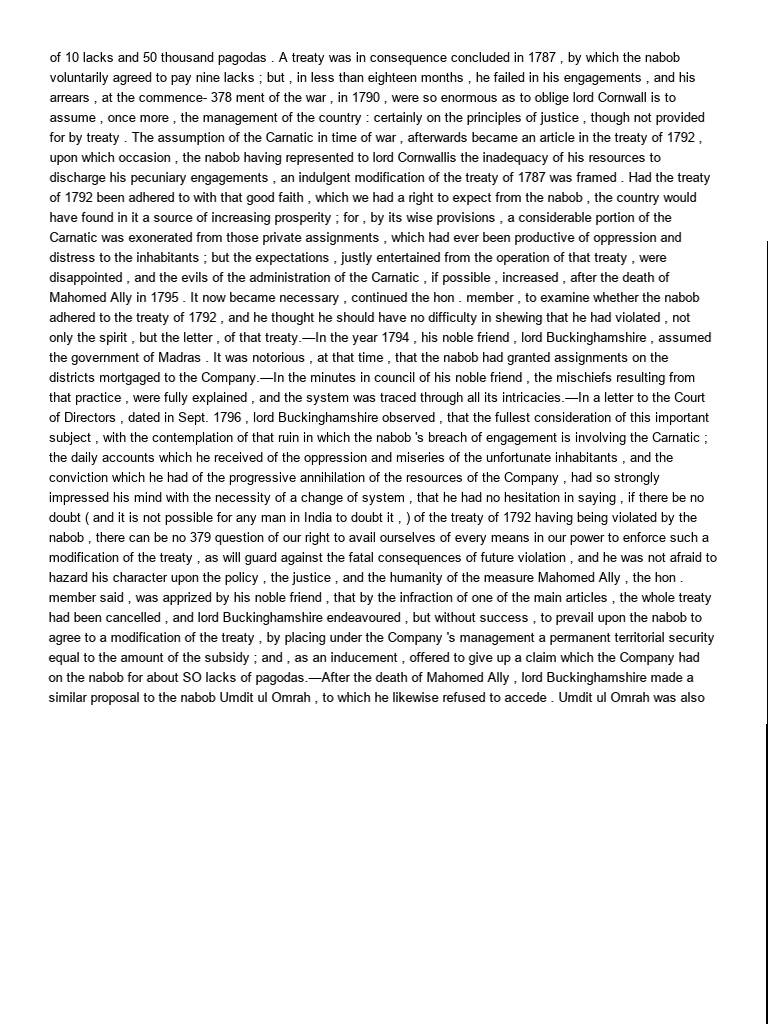 of 10 lacks and 50 thousand pagodas . A treaty was in consequence concluded in 1787 , by which the nabob
voluntarily agreed to pay nine lacks ; but , in less than eighteen months , he failed in his engagements , and his
arrears , at the commence- 378 ment of the war , in 1790 , were so enormous as to oblige lord Cornwall is to
assume , once more , the management of the country : certainly on the principles of justice , though not provided
for by treaty . The assumption of the Carnatic in time of war , afterwards became an article in the treaty of 1792 ,
upon which occasion , the nabob having represented to lord Cornwallis the inadequacy of his resources to
discharge his pecuniary engagements , an indulgent modification of the treaty of 1787 was framed . Had the treaty
of 1792 been adhered to with that good faith , which we had a right to expect from the nabob , the country would
have found in it a source of increasing prosperity ; for , by its wise provisions , a considerable portion of the
Carnatic was exonerated from those private assignments , which had ever been productive of oppression and
distress to the inhabitants ; but the expectations , justly entertained from the operation of that treaty , were
disappointed , and the evils of the administration of the Carnatic , if possible , increased , after the death of
Mahomed Ally in 1795 . It now became necessary , continued the hon . member , to examine whether the nabob
adhered to the treaty of 1792 , and he thought he should have no difficulty in shewing that he had violated , not
only the spirit , but the letter , of that treaty.—In the year 1794 , his noble friend , lord Buckinghamshire , assumed
the government of Madras . It was notorious , at that time , that the nabob had granted assignments on the
districts mortgaged to the Company.—In the minutes in council of his noble friend , the mischiefs resulting from
that practice , were fully explained , and the system was traced through all its intricacies.—In a letter to the Court
of Directors , dated in Sept. 1796 , lord Buckinghamshire observed , that the fullest consideration of this important
subject , with the contemplation of that ruin in which the nabob 's breach of engagement is involving the Carnatic ;
the daily accounts which he received of the oppression and miseries of the unfortunate inhabitants , and the
conviction which he had of the progressive annihilation of the resources of the Company , had so strongly
impressed his mind with the necessity of a change of system , that he had no hesitation in saying , if there be no
doubt ( and it is not possible for any man in India to doubt it , ) of the treaty of 1792 having being violated by the
nabob , there can be no 379 question of our right to avail ourselves of every means in our power to enforce such a
modification of the treaty , as will guard against the fatal consequences of future violation , and he was not afraid to
hazard his character upon the policy , the justice , and the humanity of the measure Mahomed Ally , the hon .
member said , was apprized by his noble friend , that by the infraction of one of the main articles , the whole treaty
had been cancelled , and lord Buckinghamshire endeavoured , but without success , to prevail upon the nabob to
agree to a modification of the treaty , by placing under the Company 's management a permanent territorial security
equal to the amount of the subsidy ; and , as an inducement , offered to give up a claim which the Company had
on the nabob for about SO lacks of pagodas.—After the death of Mahomed Ally , lord Buckinghamshire made a
similar proposal to the nabob Umdit ul Omrah , to which he likewise refused to accede . Umdit ul Omrah was also